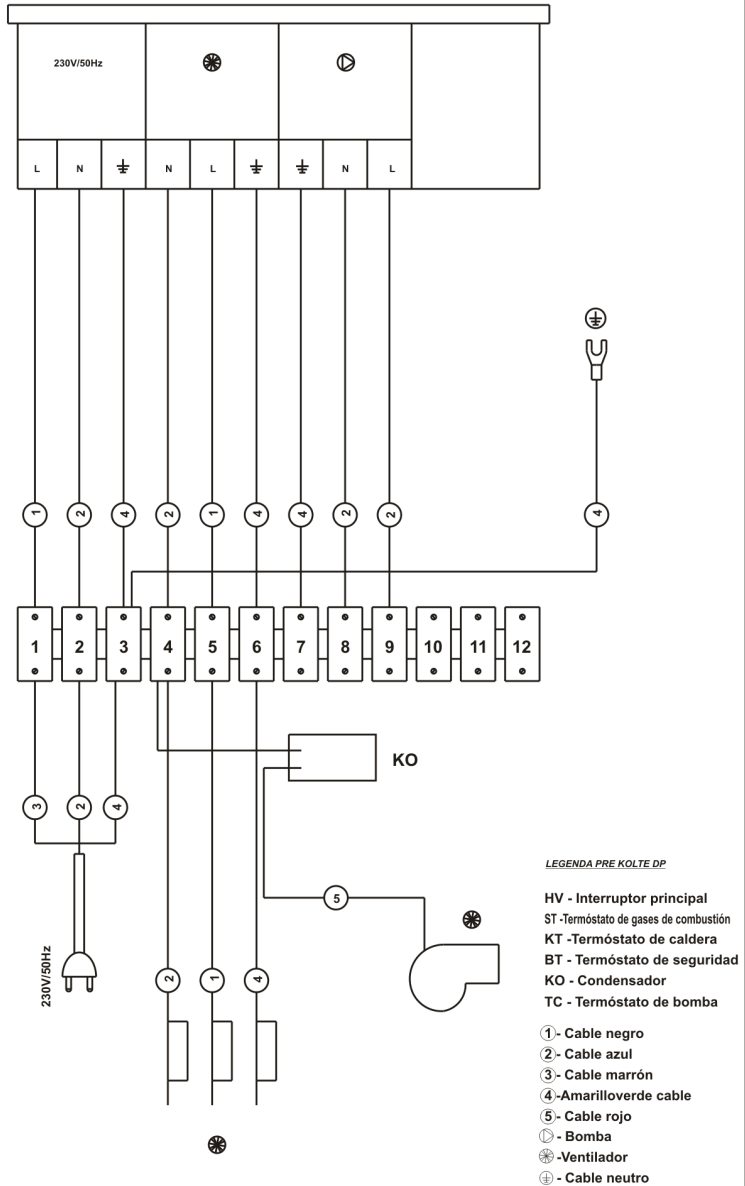 230V/50Hz
L N N L N L
1 2 4 2 1 4 4 2 2 4
1 2 3 4 5 6 7 8 9 10 11 12
KO
3 2 4
5
230V/50Hz
2 1 4
LEGENDA PRE KOLTE DP
HV - Interruptor principal
ST -Termóstato de gases de combustión
KT -Termóstato de caldera
BT - Termóstato de seguridad
KO - Condensador
TC - Termóstato de bomba
1- Cable negro
2- Cable azul
3- Cable marrón
4-Amarilloverde cable
5- Cable rojo
- Bomba
-Ventilador
- Cable neutro